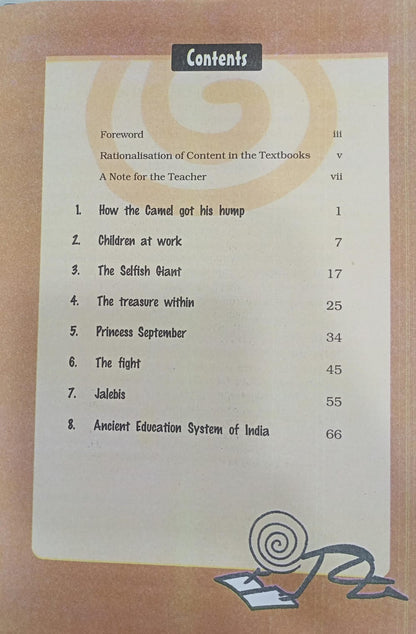 Contents
Foreword iii
Rationalisation of Content in the Textbooks v
A Note for the Teacher vii
1. How the Camel got his hump 1
2. Children at work 7
3. The Selfish Giant 17
4. The treasure within 25
5. Princess September 34
6. The fight 45
7. Jalebis 55
8. Ancient Education System of India 66